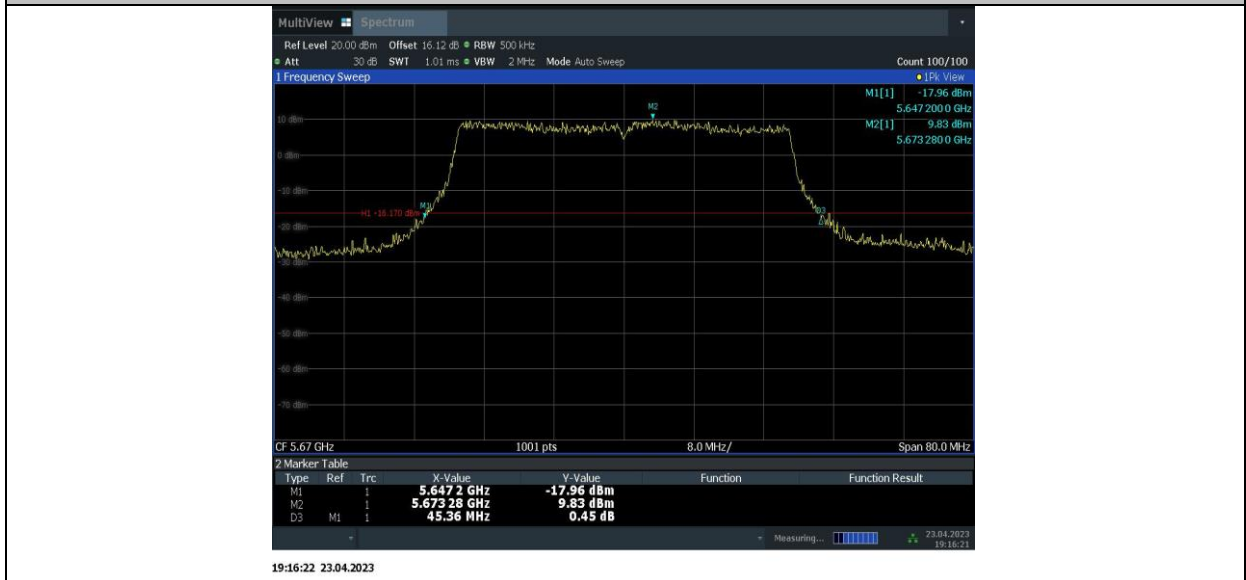 MultiView Spectrum
Ref Level 20.00 dBm Offset 16.12 dB RBW 500 kHz
Att 30 dB SWT 1.01 ms VBW 2 MHz Mode Auto Sweep Count 100/100
1 Frequency Sweep 1Pk View
M1[1] -17.96 dBm
5.647 200 0 GHz
M2[1] 9.83 dBm
5.673 280 0 GHz
M2
10 dBm
0 dBm
-10 dBm
M1
D3
H1 -16.170 dBm
-20 dBm
-30 dBm
-40 dBm
-50 dBm
-60 dBm
-70 dBm
CF 5.67 GHz 1001 pts 8.0 MHz/ Span 80.0 MHz
2 Marker Table
Type Ref Trc X-Value Y-Value Function Function Result
M1 1 5.647 2 GHz -17.96 dBm
M2 1 5.673 28 GHz 9.83 dBm
D3 M1 1 45.36 MHz 0.45 dB
Measuring... 23.04.2023
19:16:21
19:16:22 23.04.2023